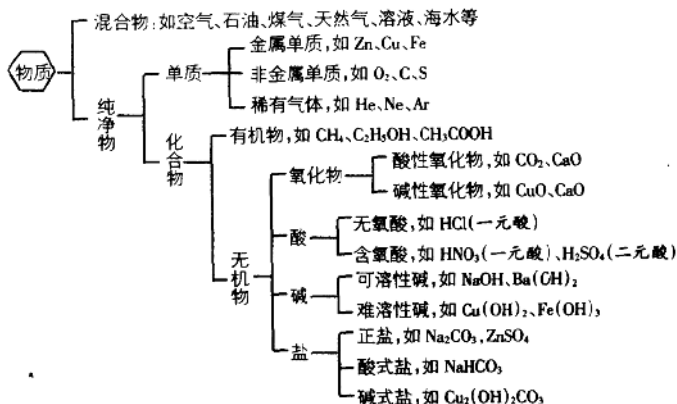 混合物:如空气、石油、煤气、天然气、溶液、海水等
物质
纯净物
单质
金属单质,如 Zn、Cu、Fe
非金属单质,如 O₂、C、S
稀有气体,如 He、Ne、Ar
化合物
有机物,如 CH₄、C₂H₅OH、CH₃COOH
无机物
氧化物
酸性氧化物,如 CO₂、CaO
碱性氧化物,如 CuO、CaO
酸
无氧酸,如 HCl(一元酸)
含氧酸,如 HNO₃(一元酸)、H₂SO₄(二元酸)
碱
可溶性碱,如 NaOH、Ba(OH)₂
难溶性碱,如 Cu(OH)₂、Fe(OH)₃
盐
正盐,如 Na₂CO₃,ZnSO₄
酸式盐,如 NaHCO₃
碱式盐,如 Cu₂(OH)₂CO₃